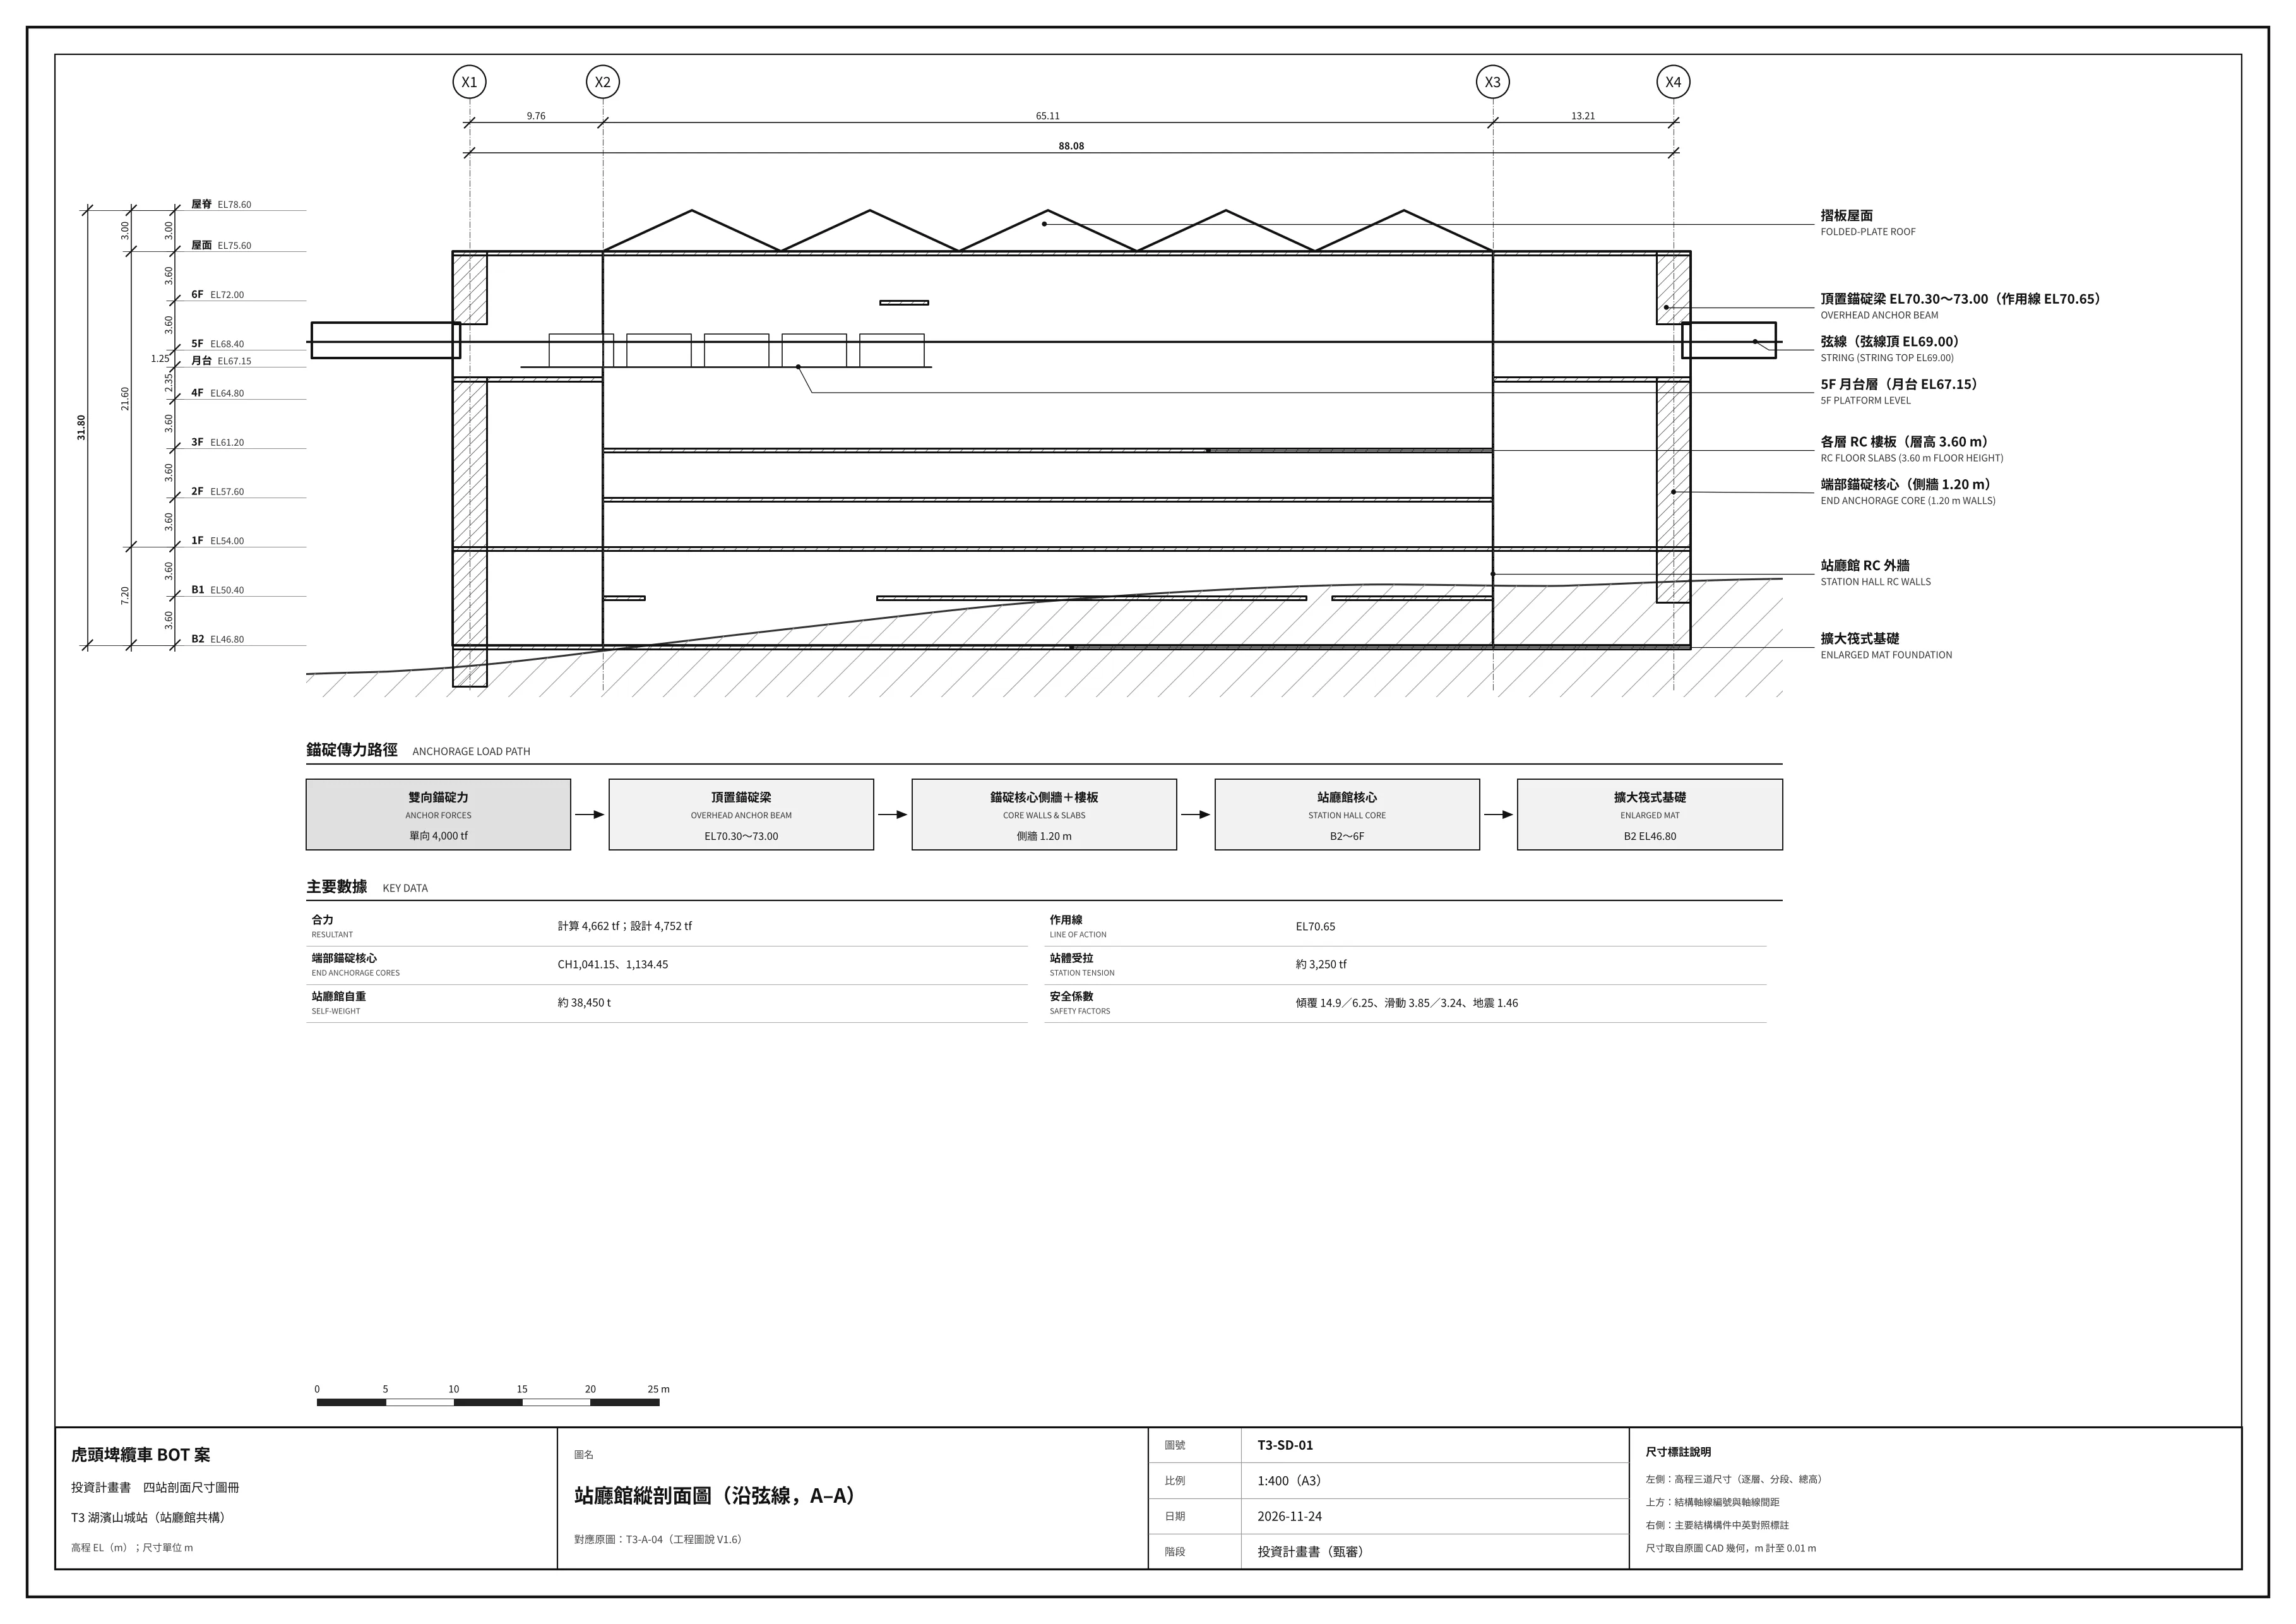 X1
X2
X3
X4
9.76
65.11
13.21
88.08
屋脊 EL78.60
屋面 EL75.60
6F EL72.00
5F EL68.40
月台 EL67.15
4F EL64.80
3F EL61.20
2F EL57.60
1F EL54.00
B1 EL50.40
B2 EL46.80
3.00
3.60
3.60
1.25
2.35
3.60
3.60
3.60
3.60
3.60
3.00
21.60
7.20
31.80
摺板屋面
FOLDED-PLATE ROOF
頂置錨碇梁 EL70.30～73.00（作用線 EL70.65）
OVERHEAD ANCHOR BEAM
弦線（弦線頂 EL69.00）
STRING (STRING TOP EL69.00)
5F 月台層（月台 EL67.15）
5F PLATFORM LEVEL
各層 RC 樓板（層高 3.60 m）
RC FLOOR SLABS (3.60 m FLOOR HEIGHT)
端部錨碇核心（側牆 1.20 m）
END ANCHORAGE CORE (1.20 m WALLS)
站廳館 RC 外牆
STATION HALL RC WALLS
擴大筏式基礎
ENLARGED MAT FOUNDATION
錨碇傳力路徑 ANCHORAGE LOAD PATH
雙向錨碇力
ANCHOR FORCES
單向 4,000 tf
頂置錨碇梁
OVERHEAD ANCHOR BEAM
EL70.30～73.00
錨碇核心側牆＋樓板
CORE WALLS & SLABS
側牆 1.20 m
站廳館核心
STATION HALL CORE
B2～6F
擴大筏式基礎
ENLARGED MAT
B2 EL46.80
主要數據 KEY DATA
合力
RESULTANT
計算 4,662 tf；設計 4,752 tf
作用線
LINE OF ACTION
EL70.65
端部錨碇核心
END ANCHORAGE CORES
CH1,041.15、1,134.45
站體受拉
STATION TENSION
約 3,250 tf
站廳館自重
SELF-WEIGHT
約 38,450 t
安全係數
SAFETY FACTORS
傾覆 14.9／6.25、滑動 3.85／3.24、地震 1.46
0 5 10 15 20 25 m
虎頭埤纜車 BOT 案
投資計畫書 四站剖面尺寸圖冊
T3 湖濱山城站（站廳館共構）
高程 EL（m）；尺寸單位 m
圖名
站廳館縱剖面圖（沿弦線，A–A）
對應原圖：T3-A-04（工程圖說 V1.6）
圖號 T3-SD-01
比例 1:400（A3）
日期 2026-11-24
階段 投資計畫書（甄審）
尺寸標註說明
左側：高程三道尺寸（逐層、分段、總高）
上方：結構軸線編號與軸線間距
右側：主要結構構件中英對照標註
尺寸取自原圖 CAD 幾何，m 計至 0.01 m